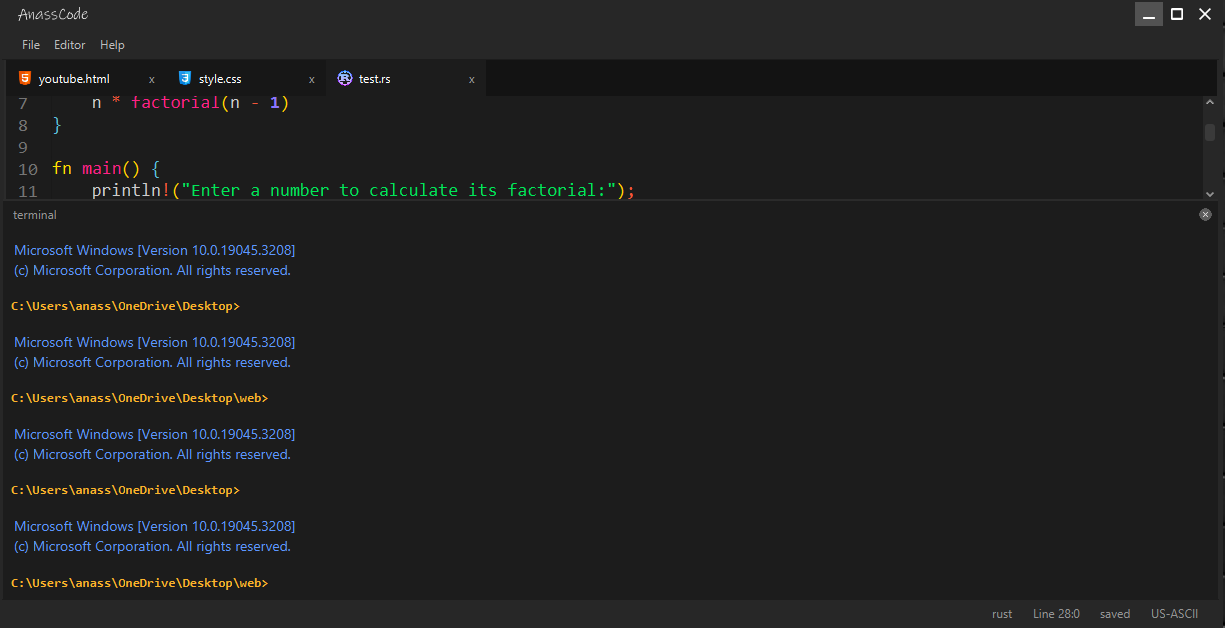 AnassCode
File Editor Help
youtube.html x style.css x test.rs x
7 n * factorial(n - 1)
8 }
9
10 fn main() {
11 println!("Enter a number to calculate its factorial:");
terminal
Microsoft Windows [Version 10.0.19045.3208]
(c) Microsoft Corporation. All rights reserved.
C:\Users\anass\OneDrive\Desktop>
Microsoft Windows [Version 10.0.19045.3208]
(c) Microsoft Corporation. All rights reserved.
C:\Users\anass\OneDrive\Desktop\web>
Microsoft Windows [Version 10.0.19045.3208]
(c) Microsoft Corporation. All rights reserved.
C:\Users\anass\OneDrive\Desktop>
Microsoft Windows [Version 10.0.19045.3208]
(c) Microsoft Corporation. All rights reserved.
C:\Users\anass\OneDrive\Desktop\web>
rust Line 28:0 saved US-ASCII